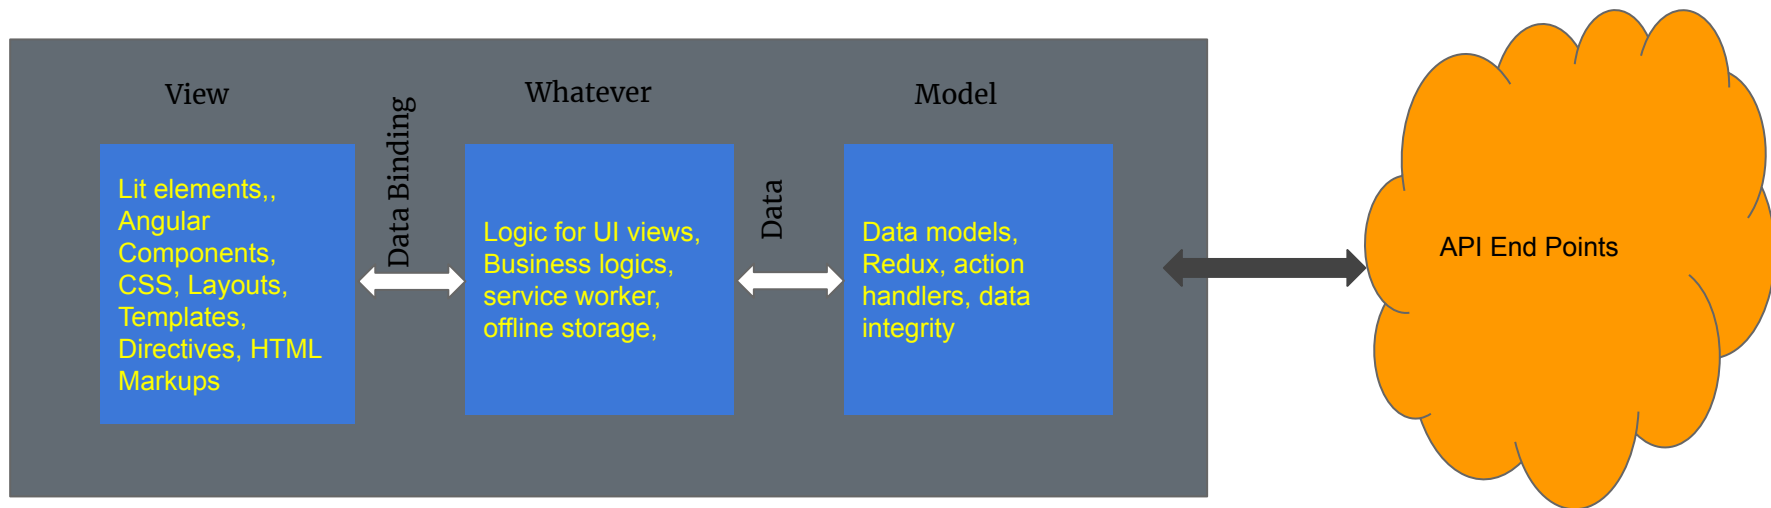 View
Whatever
Model
Data Binding
Data
Lit elements,,
Angular
Components,
CSS, Layouts,
Templates,
Directives, HTML
Markups
Logic for UI views,
Business logics,
service worker,
offline storage,
Data models,
Redux, action
handlers, data
integrity
API End Points